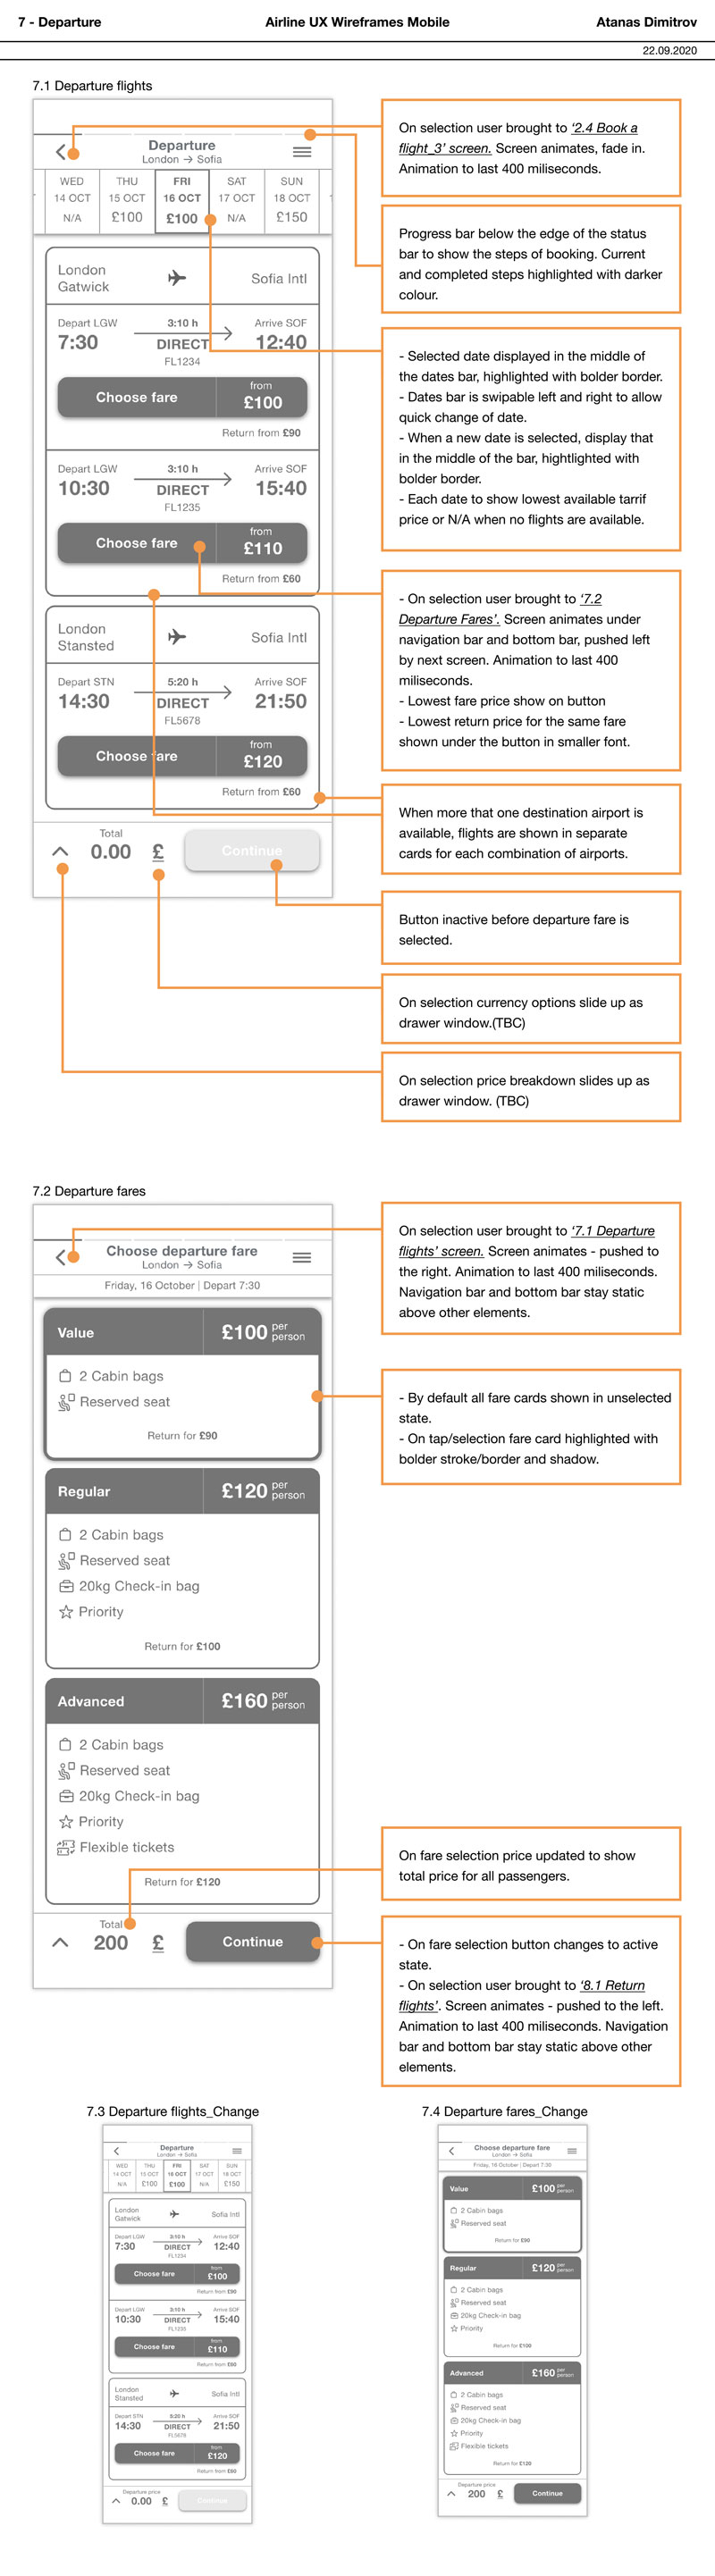 7 - Departure
Airline UX Wireframes Mobile
Atanas Dimitrov
22.09.2020
7.1 Departure flights
Departure
London → Sofia
WED THU FRI SAT SUN
14 OCT 15 OCT 16 OCT 17 OCT 18 OCT
N/A £100 £100 N/A £150
London
Gatwick
Sofia Intl
Depart LGW 3:10 h Arrive SOF
7:30 DIRECT 12:40
FL1234
Choose fare
from
£100
Return from £90
Depart LGW 3:10 h Arrive SOF
10:30 DIRECT 15:40
FL1235
Choose fare
from
£110
Return from £60
London
Stansted
Sofia Intl
Depart STN 5:20 h Arrive SOF
14:30 DIRECT 21:50
FL5678
Choose fare
from
£120
Return from £60
Total
0.00 £ Continue
On selection user brought to ‘2.4 Book a
flight_3’ screen. Screen animates, fade in.
Animation to last 400 miliseconds.
Progress bar below the edge of the status
bar to show the steps of booking. Current
and completed steps highlighted with darker
colour.
- Selected date displayed in the middle of
the dates bar, highlighted with bolder border.
- Dates bar is swipable left and right to allow
quick change of date.
- When a new date is selected, display that
in the middle of the bar, hightlighted with
bolder border.
- Each date to show lowest available tarrif
price or N/A when no flights are available.
- On selection user brought to ‘7.2
Departure Fares’. Screen animates under
navigation bar and bottom bar, pushed left
by next screen. Animation to last 400
miliseconds.
- Lowest fare price show on button
- Lowest return price for the same fare
shown under the button in smaller font.
When more that one destination airport is
available, flights are shown in separate
cards for each combination of airports.
Button inactive before departure fare is
selected.
On selection currency options slide up as
drawer window.(TBC)
On selection price breakdown slides up as
drawer window. (TBC)
7.2 Departure fares
Choose departure fare
London → Sofia
Friday, 16 October | Depart 7:30
Value £100 per
person
2 Cabin bags
Reserved seat
Return for £90
Regular £120 per
person
2 Cabin bags
Reserved seat
20kg Check-in bag
Priority
Return for £100
Advanced £160 per
person
2 Cabin bags
Reserved seat
20kg Check-in bag
Priority
Flexible tickets
Return for £120
Total
200 £ Continue
On selection user brought to ‘7.1 Departure
flights’ screen. Screen animates - pushed to
the right. Animation to last 400 miliseconds.
Navigation bar and bottom bar stay static
above other elements.
- By default all fare cards shown in unselected
state.
- On tap/selection fare card highlighted with
bolder stroke/border and shadow.
On fare selection price updated to show
total price for all passengers.
- On fare selection button changes to active
state.
- On selection user brought to ‘8.1 Return
flights’. Screen animates - pushed to the left.
Animation to last 400 miliseconds. Navigation
bar and bottom bar stay static above other
elements.
7.3 Departure flights_Change
Departure
London → Sofia
WED THU FRI SAT SUN
14 OCT 15 OCT 16 OCT 17 OCT 18 OCT
N/A £100 £100 N/A £150
London
Gatwick
Sofia Intl
Depart LGW 3:10 h Arrive SOF
7:30 DIRECT 12:40
FL1234
Choose fare
from
£100
Return from £90
Depart LGW 3:10 h Arrive SOF
10:30 DIRECT 15:40
FL1235
Choose fare
from
£110
Return from £60
London
Stansted
Sofia Intl
Depart STN 5:20 h Arrive SOF
14:30 DIRECT 21:50
FL5678
Choose fare
from
£120
Return from £60
Departure price
0.00 £ Continue
7.4 Departure fares_Change
Choose departure fare
London → Sofia
Friday, 16 October | Depart 7:30
Value £100 per
person
2 Cabin bags
Reserved seat
Return for £90
Regular £120 per
person
2 Cabin bags
Reserved seat
20kg Check-in bag
Priority
Return for £100
Advanced £160 per
person
2 Cabin bags
Reserved seat
20kg Check-in bag
Priority
Flexible tickets
Return for £120
Departure price
200 £ Continue